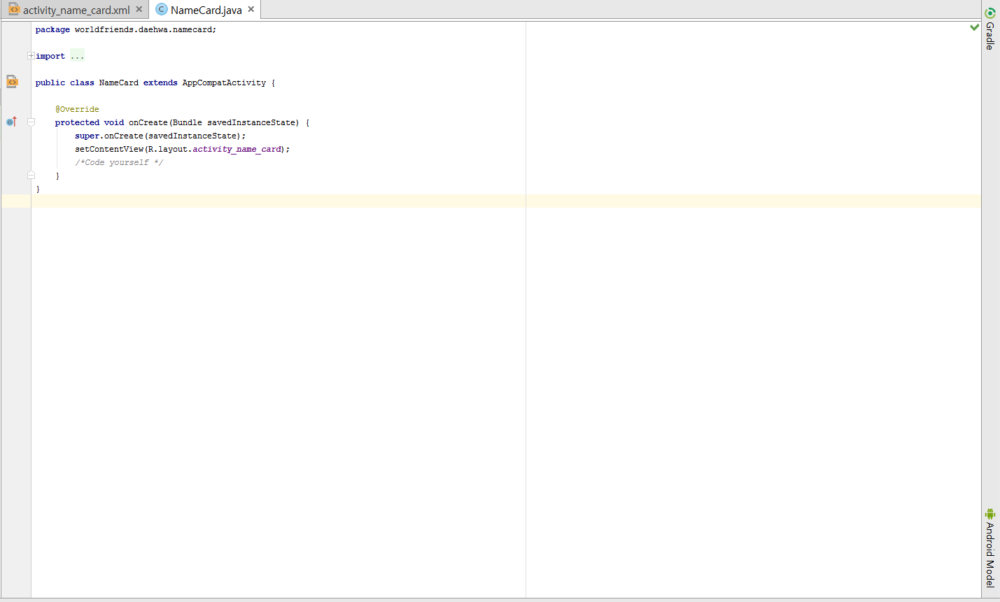 activity_name_card.xml
NameCard.java
package worldfriends.daehwa.namecard;
import ...
public class NameCard extends AppCompatActivity {
@Override
protected void onCreate(Bundle savedInstanceState) {
super.onCreate(savedInstanceState);
setContentView(R.layout.activity_name_card);
/*Code yourself */
}
}
Gradle
Android Model